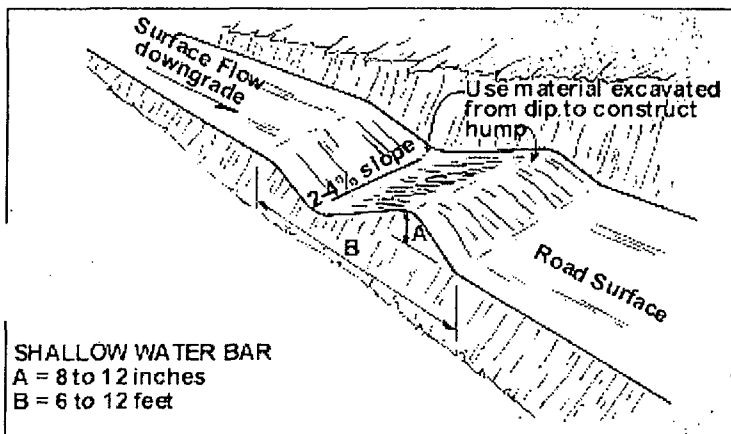 Surface Flow
downgrade
Use material excavated
from dip to construct
hump
2-4% slope
A
B
Road Surface
SHALLOW WATER BAR
A = 8 to 12 inches
B = 6 to 12 feet